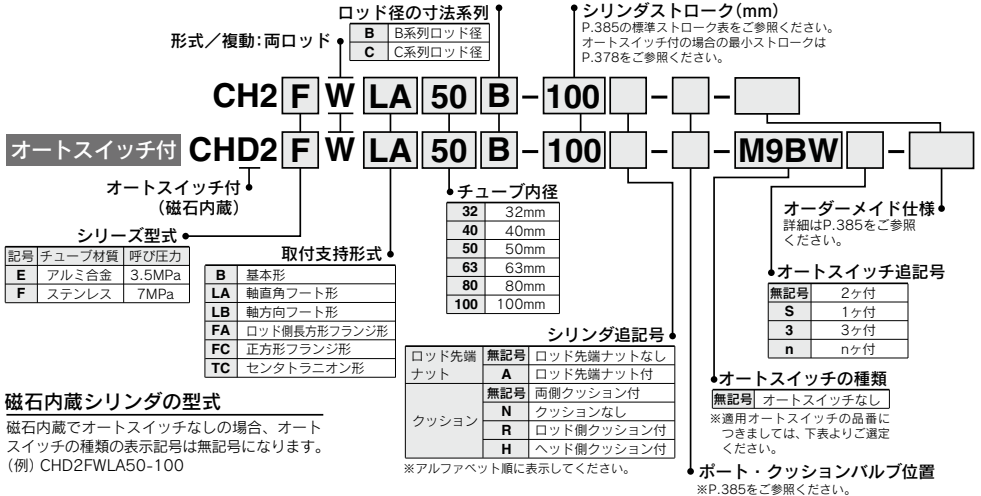 ロッド径の寸法系列
B B系列ロッド径
C C系列ロッド径
シリンダストローク(mm)
P.385の標準ストローク表をご参照ください。
オートスイッチ付の場合の最小ストロークは
P.378をご参照ください。
形式／複動:両ロッド
CH2 F W LA 50 B － 100 － －
オートスイッチ付 CHD2 F W LA 50 B － 100 － － M9BW －
オートスイッチ付
（磁石内蔵）
シリーズ型式
記号 チューブ材質 呼び圧力
E アルミ合金 3.5MPa
F ステンレス 7MPa
取付支持形式
B 基本形
LA 軸直角フート形
LB 軸方向フート形
FA ロッド側長方形フランジ形
FC 正方形フランジ形
TC センタトラニオン形
チューブ内径
32 32mm
40 40mm
50 50mm
63 63mm
80 80mm
100 100mm
シリンダ追記号
ロッド先端ナット 無記号 ロッド先端ナットなし
A ロッド先端ナット付
クッション 無記号 両側クッション付
N クッションなし
R ロッド側クッション付
H ヘッド側クッション付
※アルファベット順に表示してください。
オーダーメイド仕様
詳細はP.385をご参照
ください。
オートスイッチ追記号
無記号 2ヶ付
S 1ヶ付
3 3ヶ付
n nヶ付
オートスイッチの種類
無記号 オートスイッチなし
※適用オートスイッチの品番に
つきましては、下表よりご選定
ください。
ポート・クッションバルブ位置
※P.385をご参照ください。
磁石内蔵シリンダの型式
磁石内蔵でオートスイッチなしの場合、オート
スイッチの種類の表示記号は無記号になります。
（例）CHD2FWLA50-100